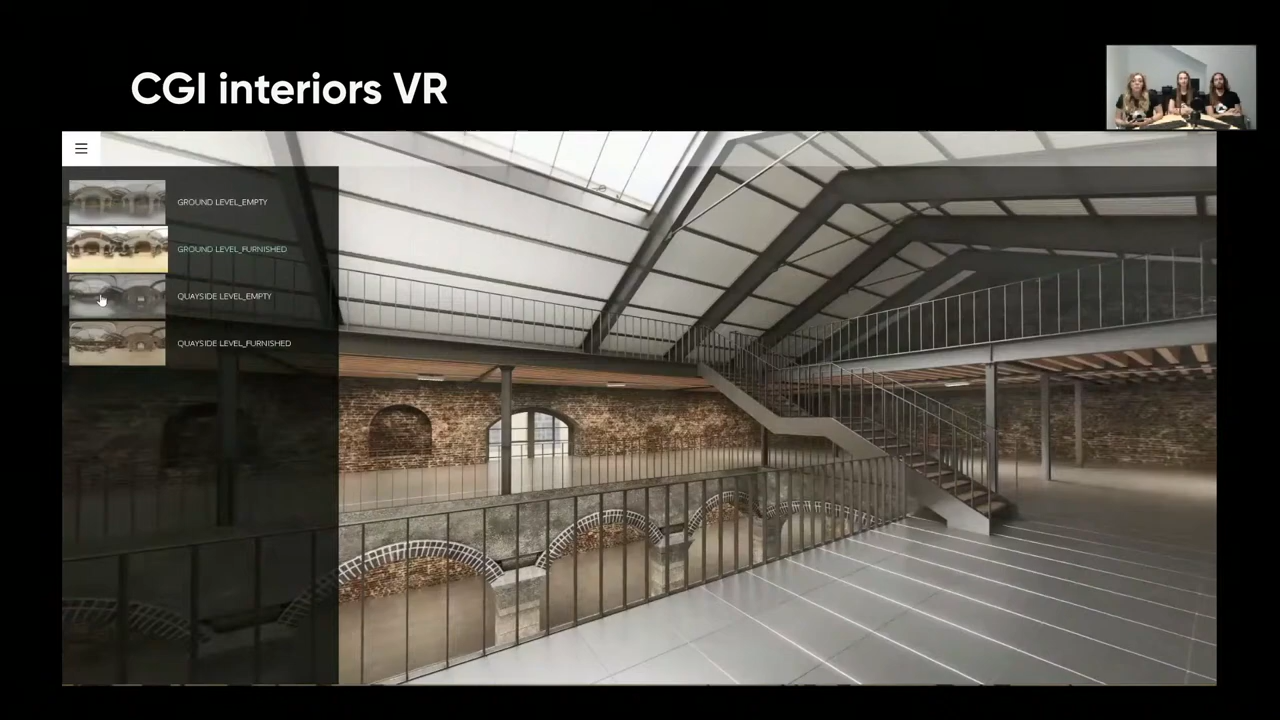 CGI interiors VR
GROUND LEVEL_EMPTY
GROUND LEVEL_FURNISHED
QUAYSIDE LEVEL_EMPTY
QUAYSIDE LEVEL_FURNISHED